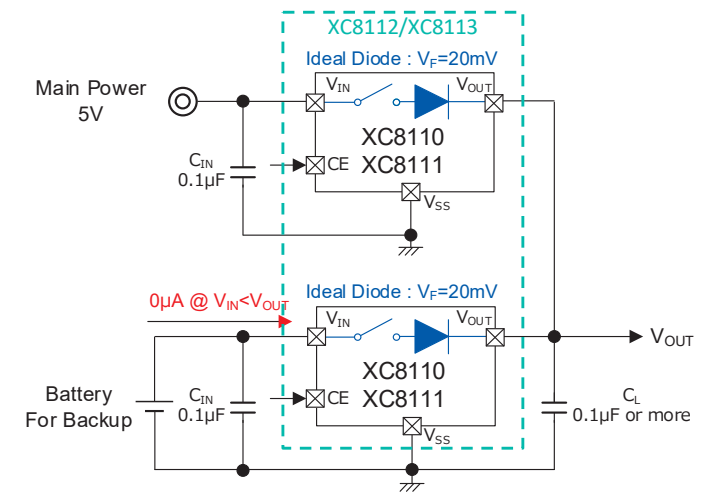 XC8112/XC8113
Ideal Diode : VF=20mV
Main Power
5V
VIN
VOUT
XC8110
XC8111
CE
CIN
0.1µF
VSS
Ideal Diode : VF=20mV
0µA @ VIN<VOUT
VIN
VOUT
VOUT
XC8110
XC8111
CE
Battery
For Backup
CIN
0.1µF
CL
0.1µF or more
VSS